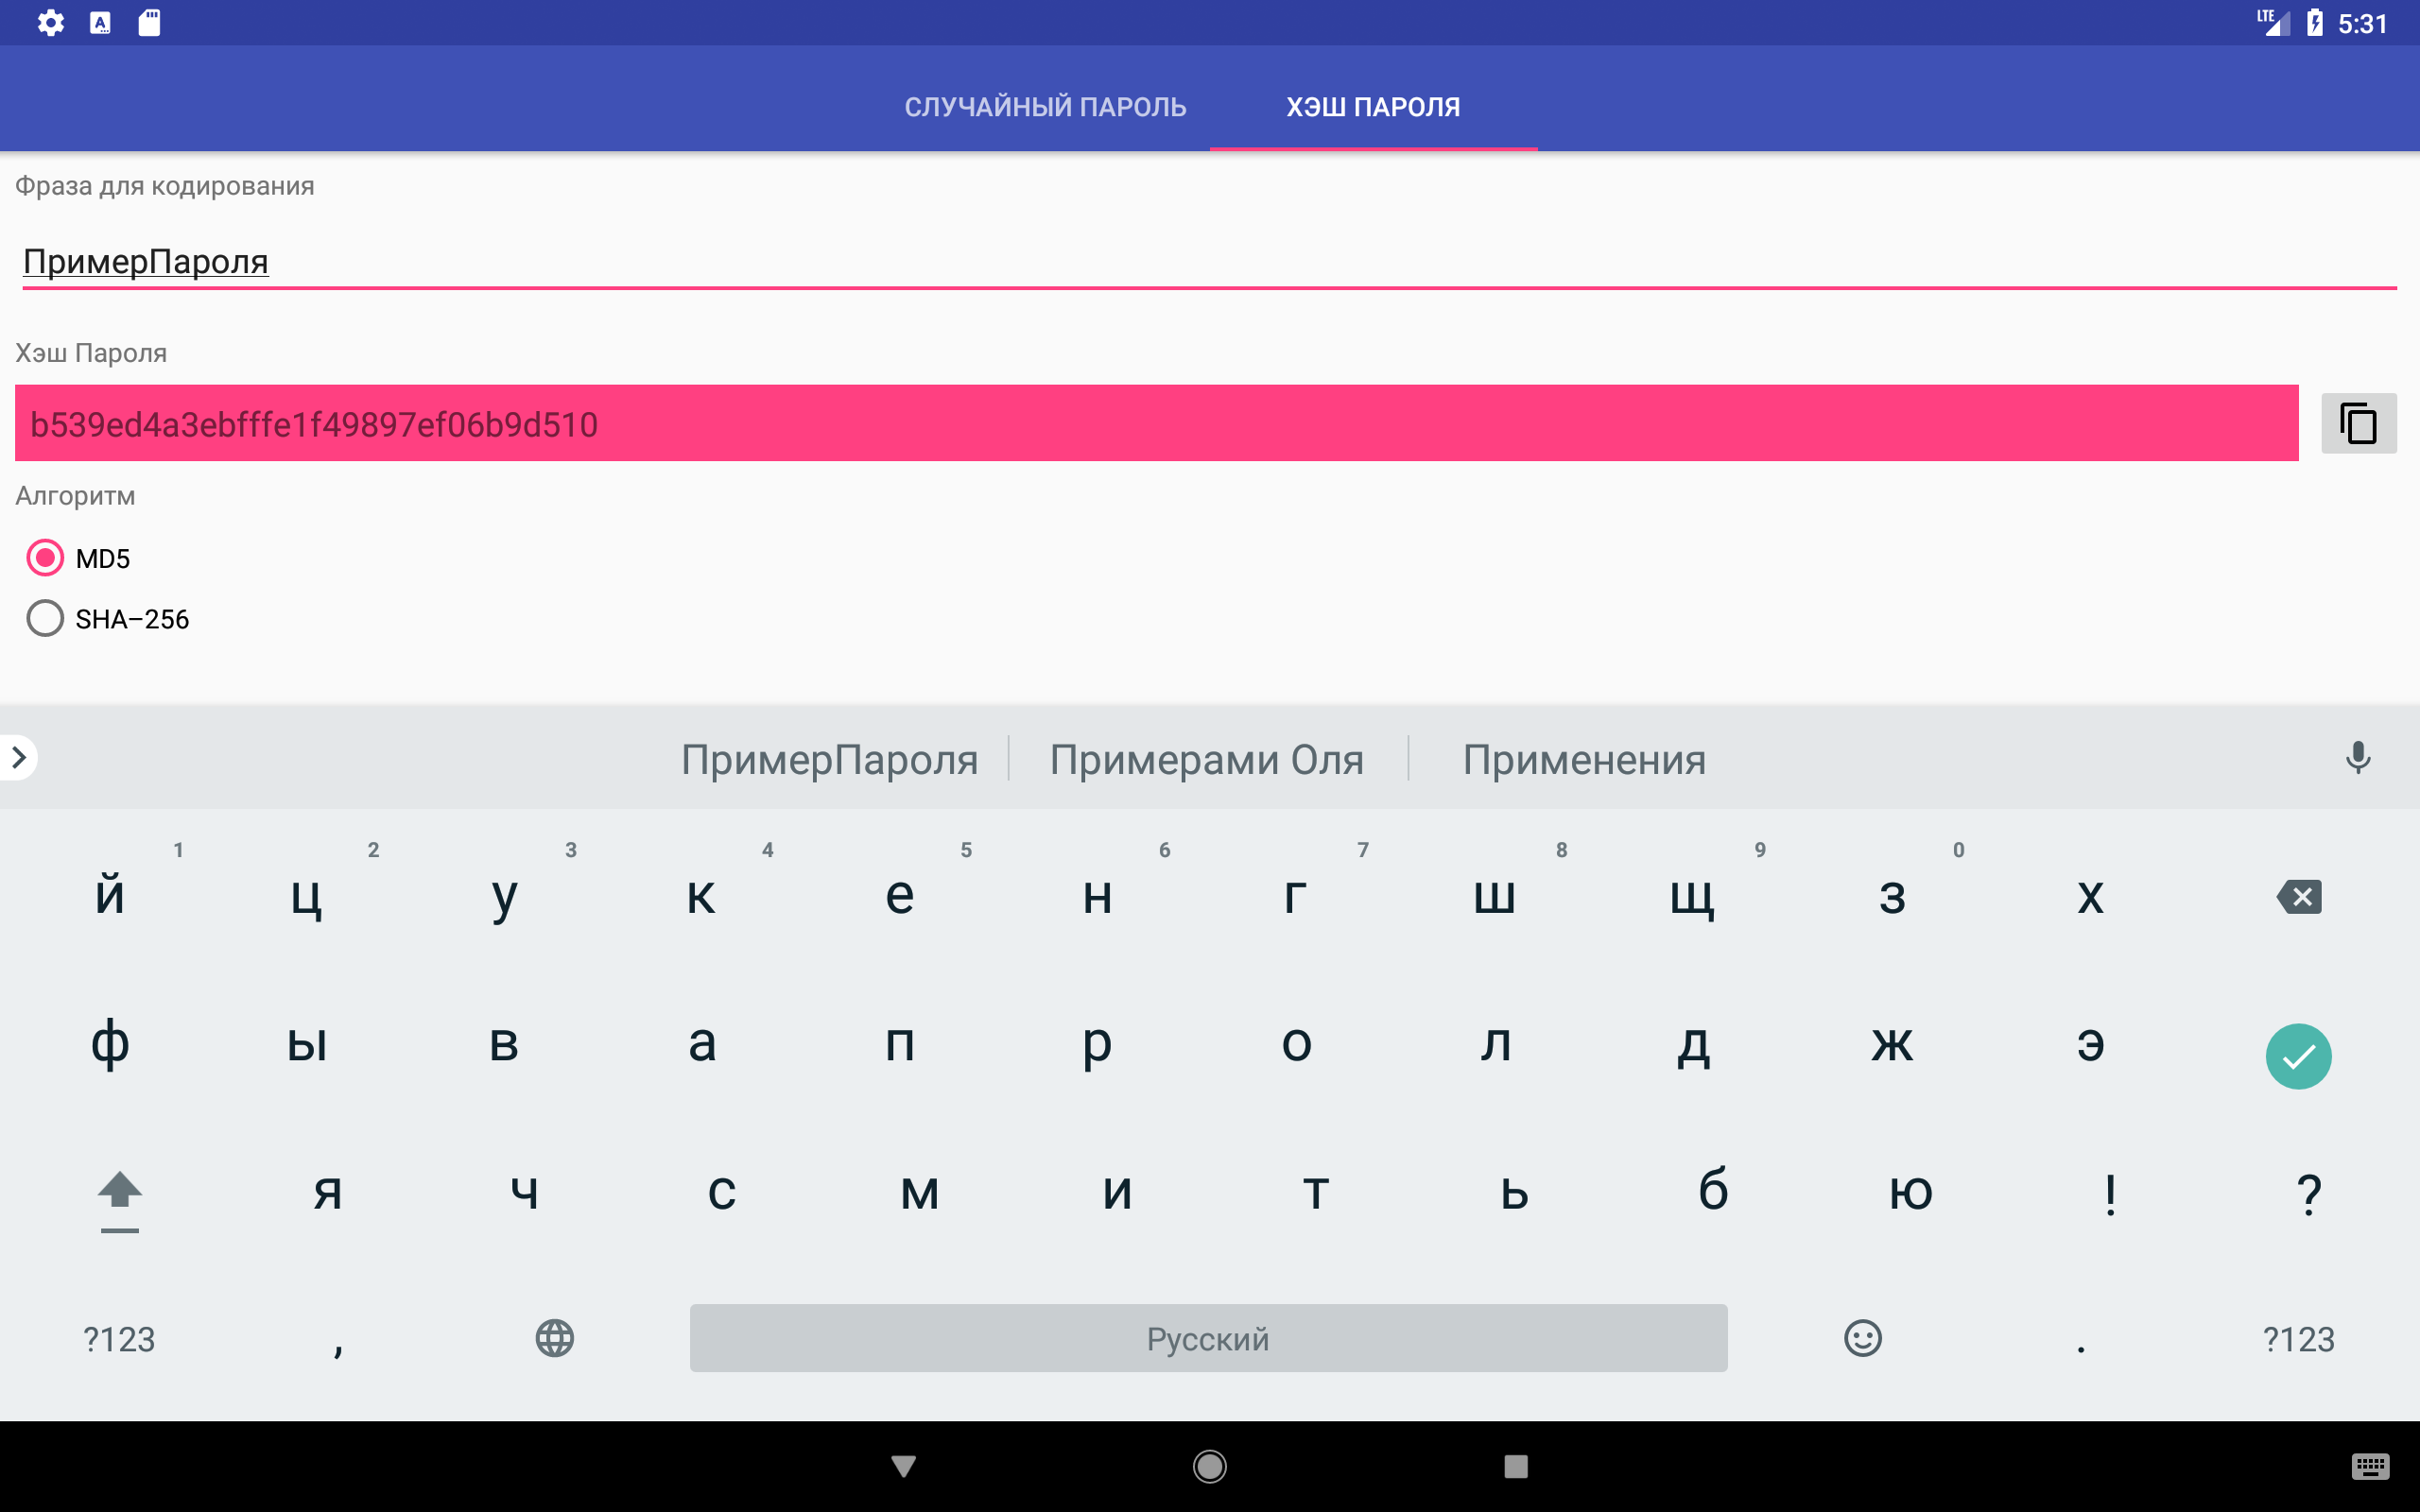 LTE 5:31
СЛУЧАЙНЫЙ ПАРОЛЬ ХЭШ ПАРОЛЯ
Фраза для кодирования
ПримерПароля
Хэш Пароля
b539ed4a3ebfffe1f49897ef06b9d510
Алгоритм
MD5
SHA-256
ПримерПароля Примерами Оля Применения
1 2 3 4 5 6 7 8 9 0
й ц у к е н г ш щ з х
ф ы в а п р о л д ж э
я ч с м и т ь б ю ! ?
?123 , Русский . ?123